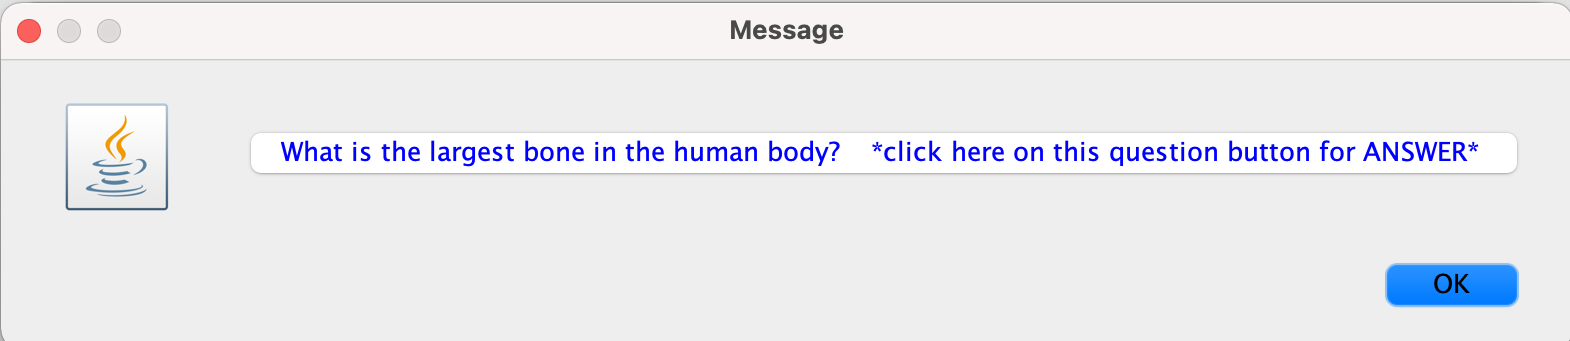 Message
What is the largest bone in the human body? *click here on this question button for ANSWER*
OK